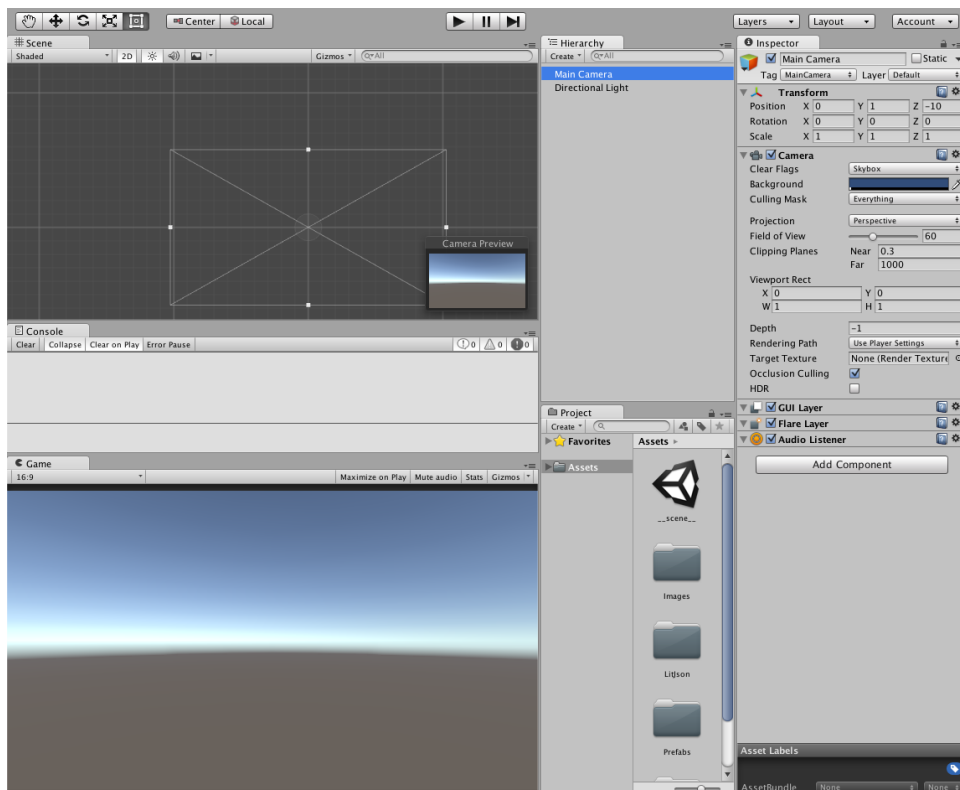 Center Local
Layers Layout Account
Scene
Shaded 2D Gizmos All
Camera Preview
Console
Clear Collapse Clear on Play Error Pause 0 0 0
Game
16:9 Maximize on Play Mute audio Stats Gizmos
Hierarchy
Create All
Main Camera
Directional Light
Project
Create
Favorites
Assets
Assets
__scene__
Images
LitJson
Prefabs
Inspector
Main Camera Static
Tag MainCamera Layer Default
Transform
Position X 0 Y 1 Z -10
Rotation X 0 Y 0 Z 0
Scale X 1 Y 1 Z 1
Camera
Clear Flags Skybox
Background
Culling Mask Everything
Projection Perspective
Field of View 60
Clipping Planes Near 0.3
Far 1000
Viewport Rect
X 0 Y 0
W 1 H 1
Depth -1
Rendering Path Use Player Settings
Target Texture None (Render Texture
Occlusion Culling
HDR
GUI Layer
Flare Layer
Audio Listener
Add Component
Asset Labels
AssetBundle None None